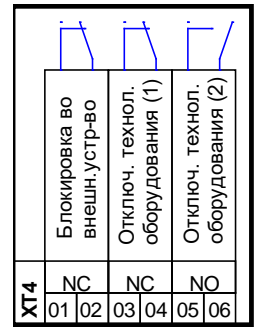 Блокировка во
внешн.устр-во
Отключ. технол.
оборудования (1)
Отключ. технол.
оборудования (2)
XT4
NC
NC
NO
01 02 03 04 05 06